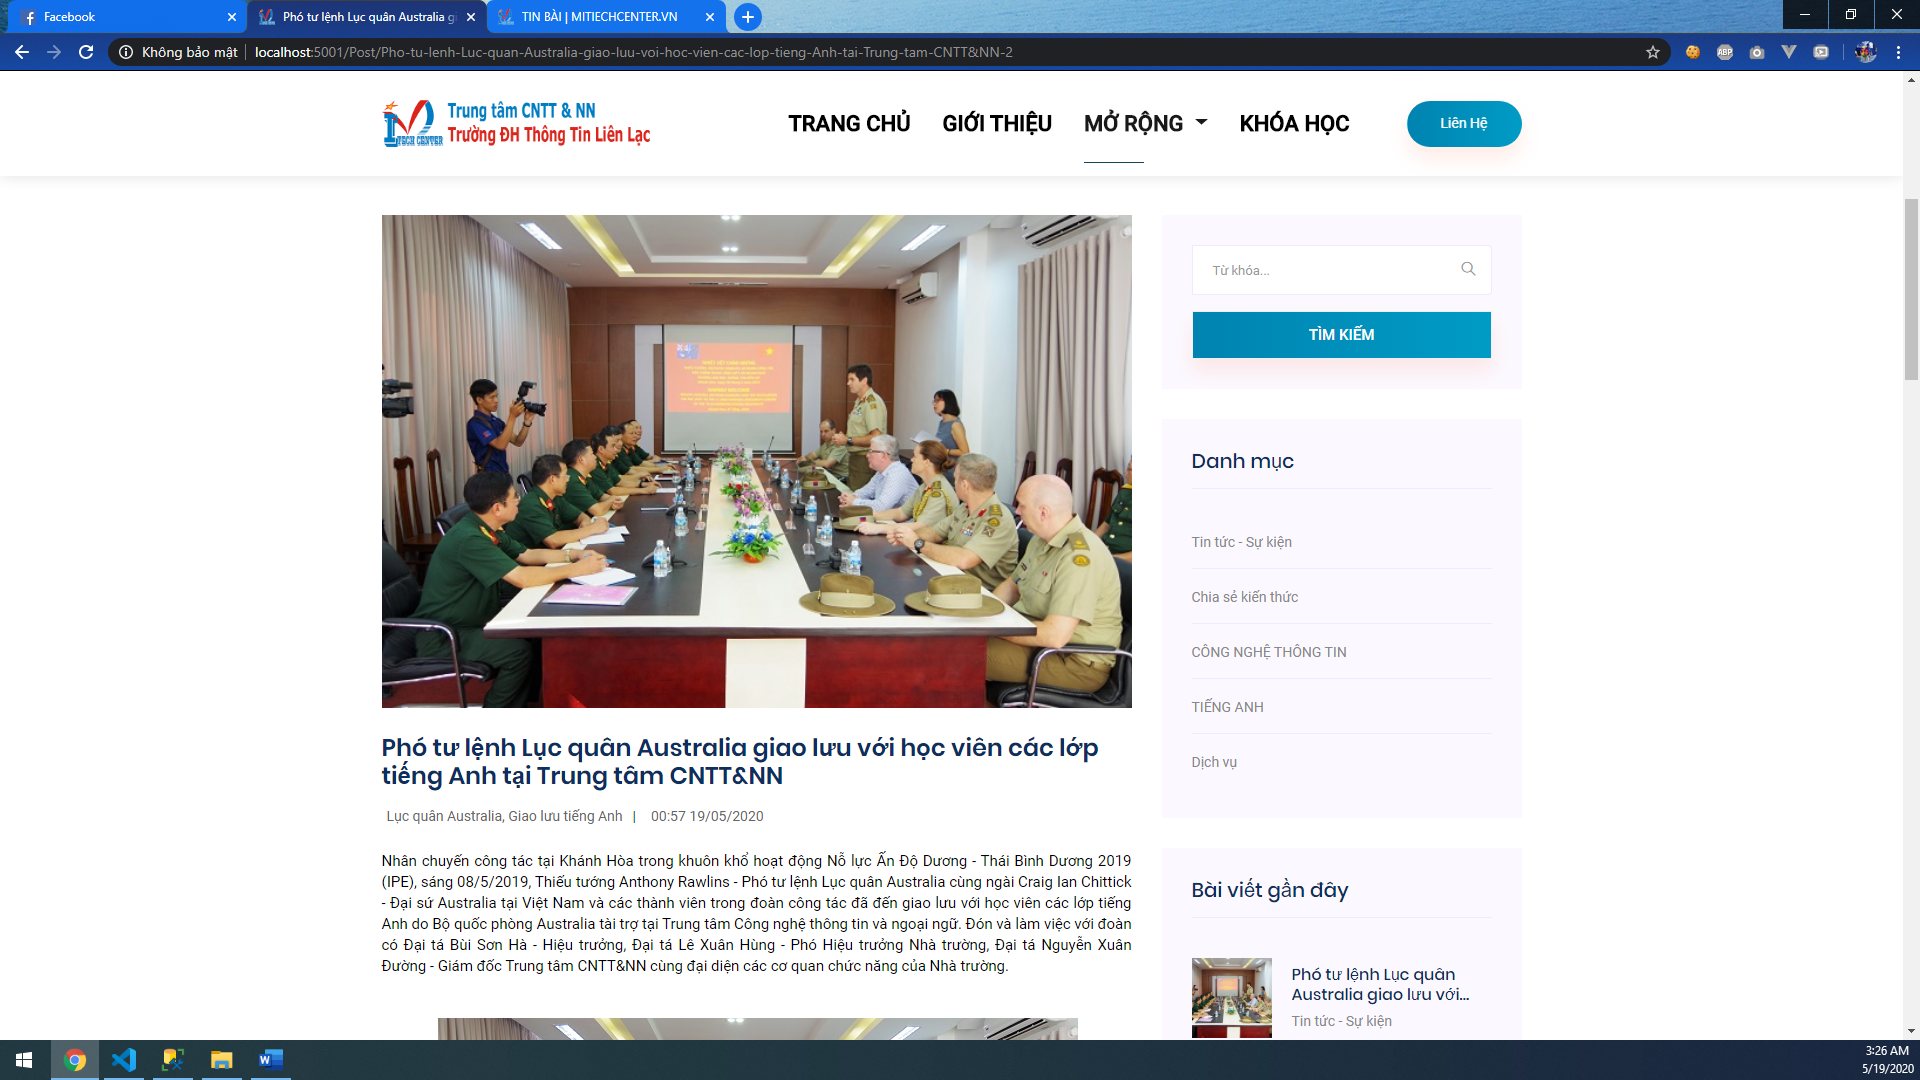 Facebook
Phó tư lệnh Lục quân Australia gi
TIN BÀI | MITIECHCENTER.VN
Không bảo mật
localhost:5001/Post/Pho-tu-lenh-Luc-quan-Australia-giao-luu-voi-hoc-vien-cac-lop-tieng-Anh-tai-Trung-tam-CNTT&NN-2
ABP
Trung tâm CNTT & NN
TECH CENTER
Trường ĐH Thông Tin Liên Lạc
TRANG CHỦ
GIỚI THIỆU
MỞ RỘNG
KHÓA HỌC
Liên Hệ
Từ khóa...
TÌM KIẾM
Danh mục
Tin tức - Sự kiện
Chia sẻ kiến thức
CÔNG NGHỆ THÔNG TIN
TIẾNG ANH
Dịch vụ
Phó tư lệnh Lục quân Australia giao lưu với học viên các lớp
tiếng Anh tại Trung tâm CNTT&NN
Lục quân Australia, Giao lưu tiếng Anh | 00:57 19/05/2020
Nhân chuyến công tác tại Khánh Hòa trong khuôn khổ hoạt động Nỗ lực Ấn Độ Dương - Thái Bình Dương 2019
(IPE), sáng 08/5/2019, Thiếu tướng Anthony Rawlins - Phó tư lệnh Lục quân Australia cùng ngài Craig Ian Chittick
- Đại sứ Australia tại Việt Nam và các thành viên trong đoàn công tác đã đến giao lưu với học viên các lớp tiếng
Anh do Bộ quốc phòng Australia tài trợ tại Trung tâm Công nghệ thông tin và ngoại ngữ. Đón và làm việc với đoàn
có Đại tá Bùi Sơn Hà - Hiệu trưởng, Đại tá Lê Xuân Hùng - Phó Hiệu trưởng Nhà trường, Đại tá Nguyễn Xuân
Đường - Giám đốc Trung tâm CNTT&NN cùng đại diện các cơ quan chức năng của Nhà trường.
Bài viết gần đây
Phó tư lệnh Lục quân
Australia giao lưu với...
Tin tức - Sự kiện
3:26 AM
5/19/2020